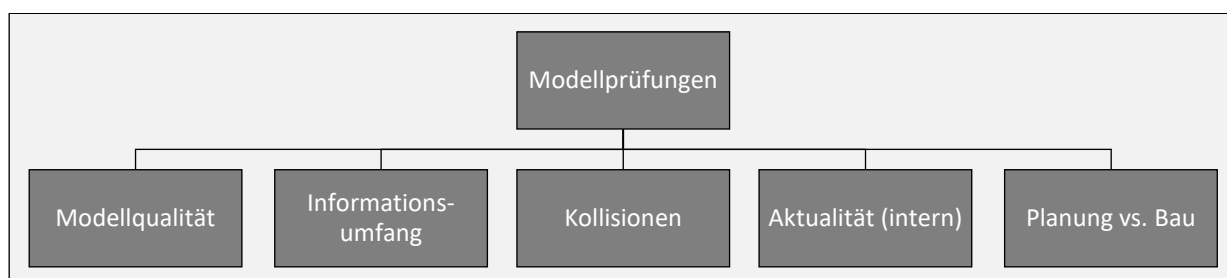 Modellprüfungen
Modellqualität
Informations-
umfang
Kollisionen
Aktualität (intern)
Planung vs. Bau